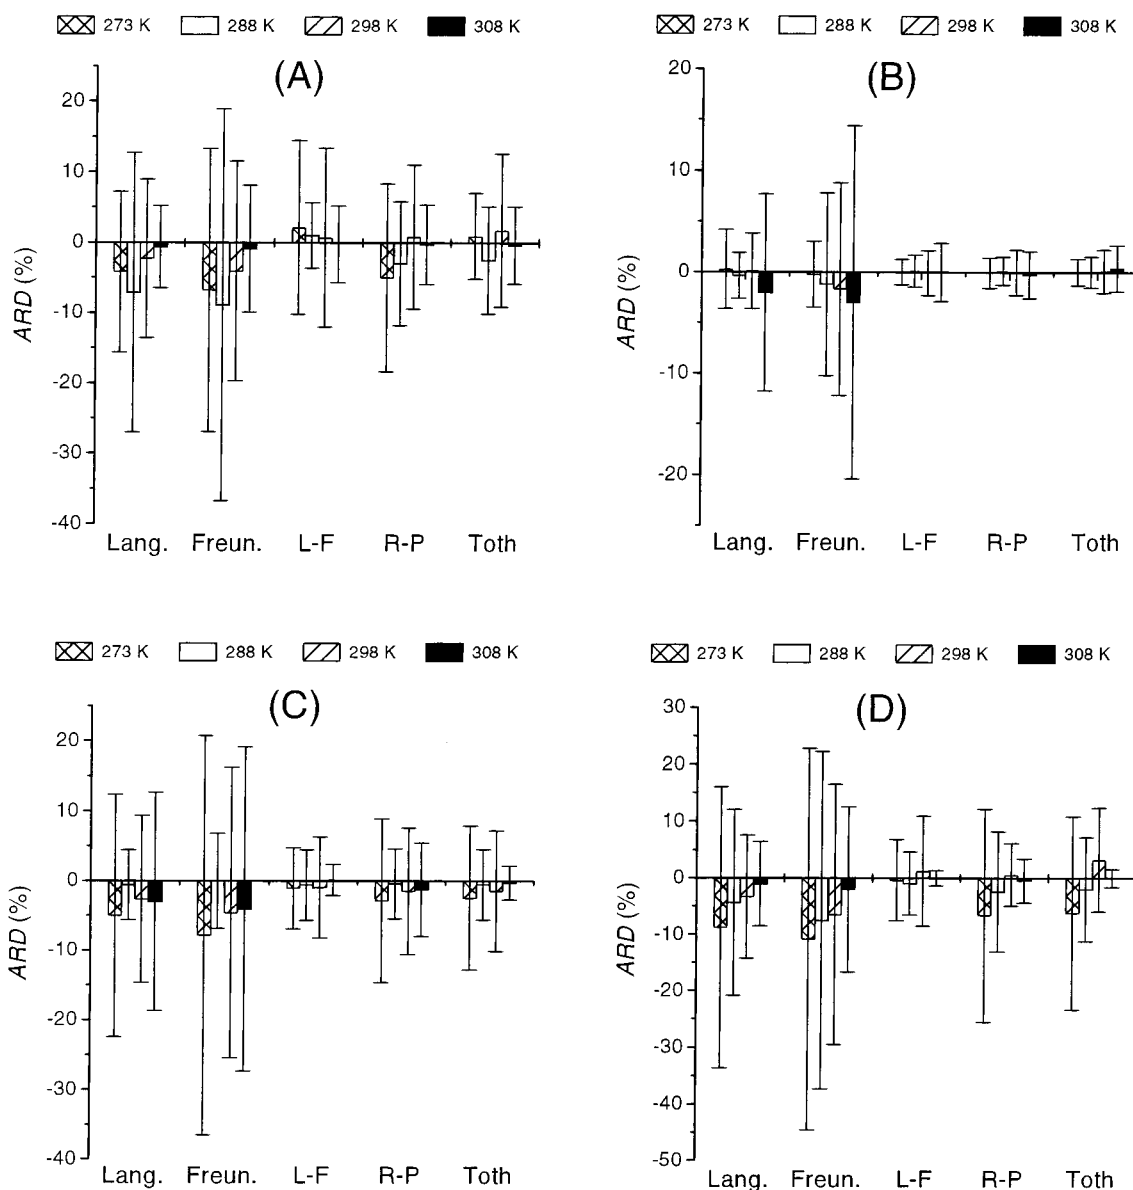 273 K 288 K 298 K 308 K
(A)
ARD (%)
20
10
0
-10
-20
-30
-40
Lang. Freun. L-F R-P Toth
273 K 288 K 298 K 308 K
(B)
ARD (%)
20
10
0
-10
-20
Lang. Freun. L-F R-P Toth
273 K 288 K 298 K 308 K
(C)
ARD (%)
20
10
0
-10
-20
-30
-40
Lang. Freun. L-F R-P Toth
273 K 288 K 298 K 308 K
(D)
ARD (%)
30
20
10
0
-10
-20
-30
-40
-50
Lang. Freun. L-F R-P Toth